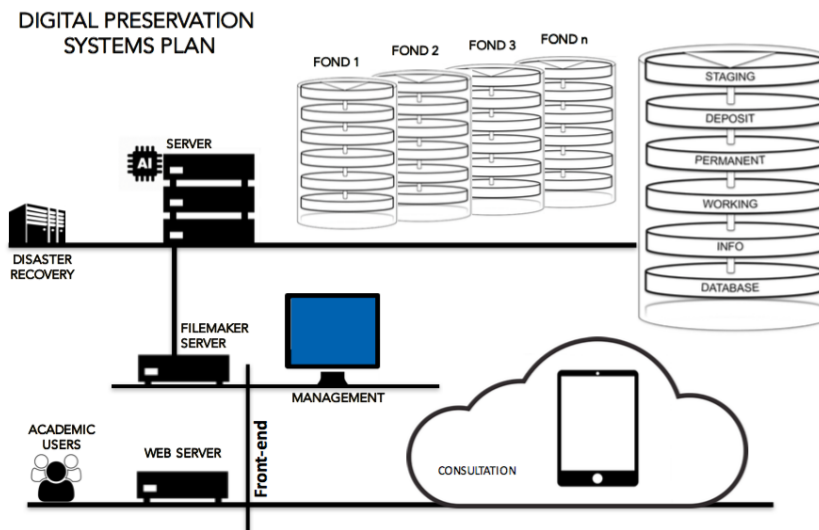 DIGITAL PRESERVATION
SYSTEMS PLAN
FOND 1
FOND 2
FOND 3
FOND n
STAGING
DEPOSIT
PERMANENT
WORKING
INFO
DATABASE
SERVER
AI
DISASTER
RECOVERY
FILEMAKER
SERVER
MANAGEMENT
ACADEMIC
USERS
WEB SERVER
Front-end
CONSULTATION